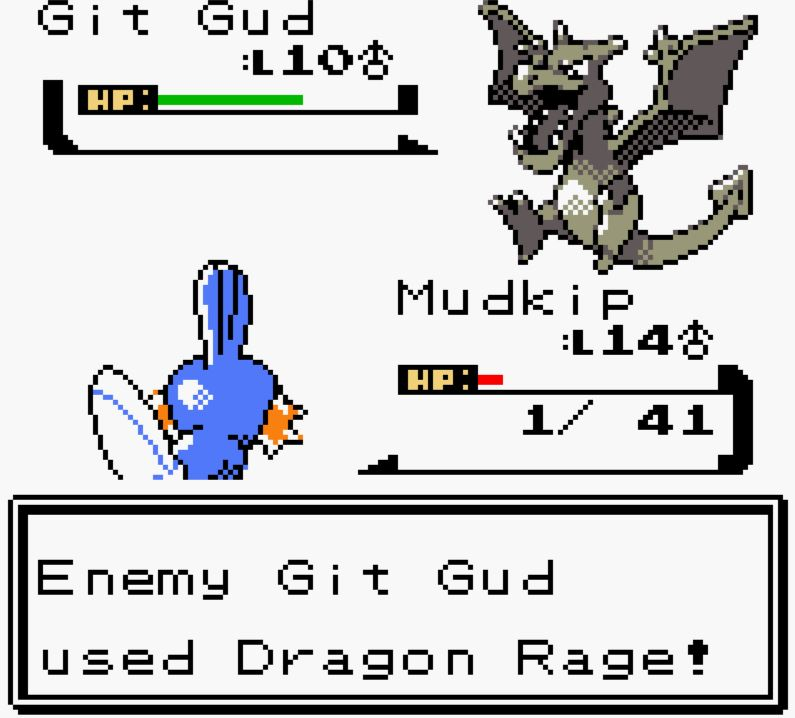 Git Gud
:L10♂
HP:
Mudkip
:L14♂
HP:
1/ 41
Enemy Git Gud
used Dragon Rage!